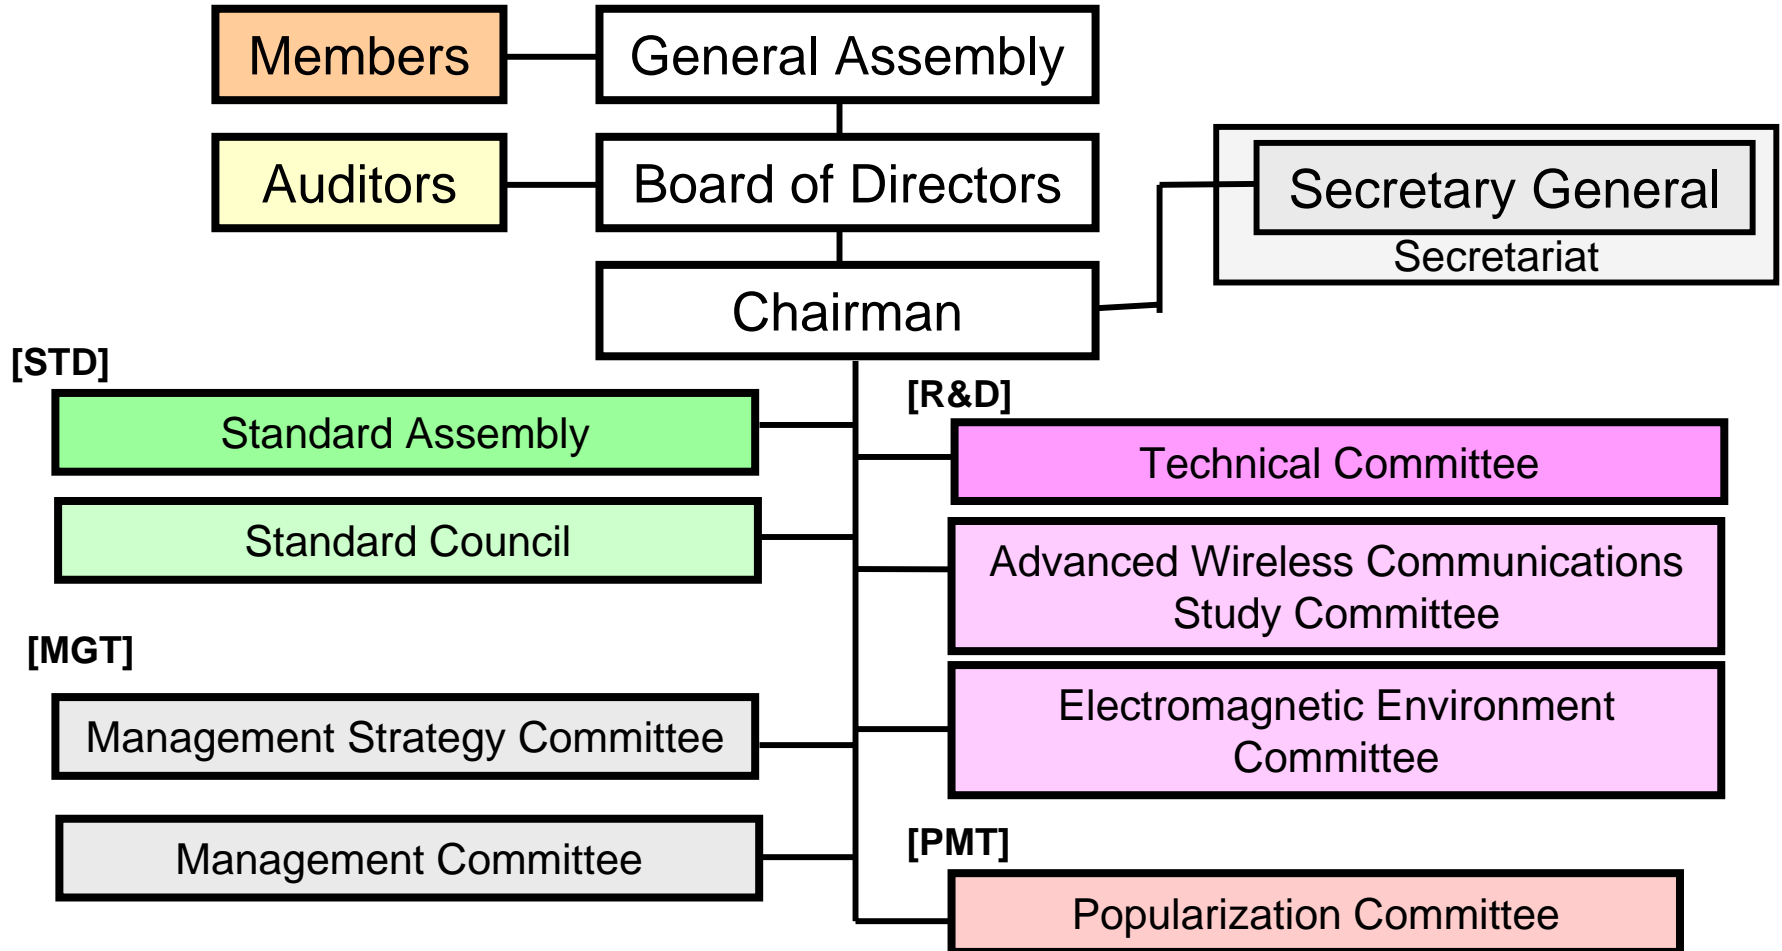 Members
General Assembly
Auditors
Board of Directors
Secretary General
Secretariat
Chairman
[STD]
Standard Assembly
Standard Council
[MGT]
Management Strategy Committee
Management Committee
[R&D]
Technical Committee
Advanced Wireless Communications
Study Committee
Electromagnetic Environment
Committee
[PMT]
Popularization Committee